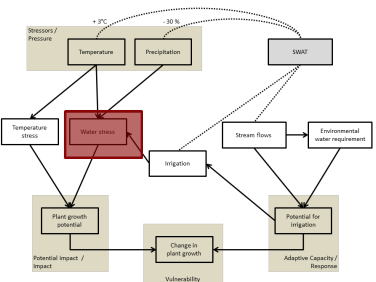 Stressors /
Pressure
+ 3°C
- 30 %
Temperature
Precipitation
SWAT
Temperature
stress
Water stress
Stream flows
Environmental
water requirement
Irrigation
Plant growth
potential
Potential for
irrigation
Change in
plant growth
Potential Impact /
Impact
Adaptive Capacity /
Response
Vulnerability